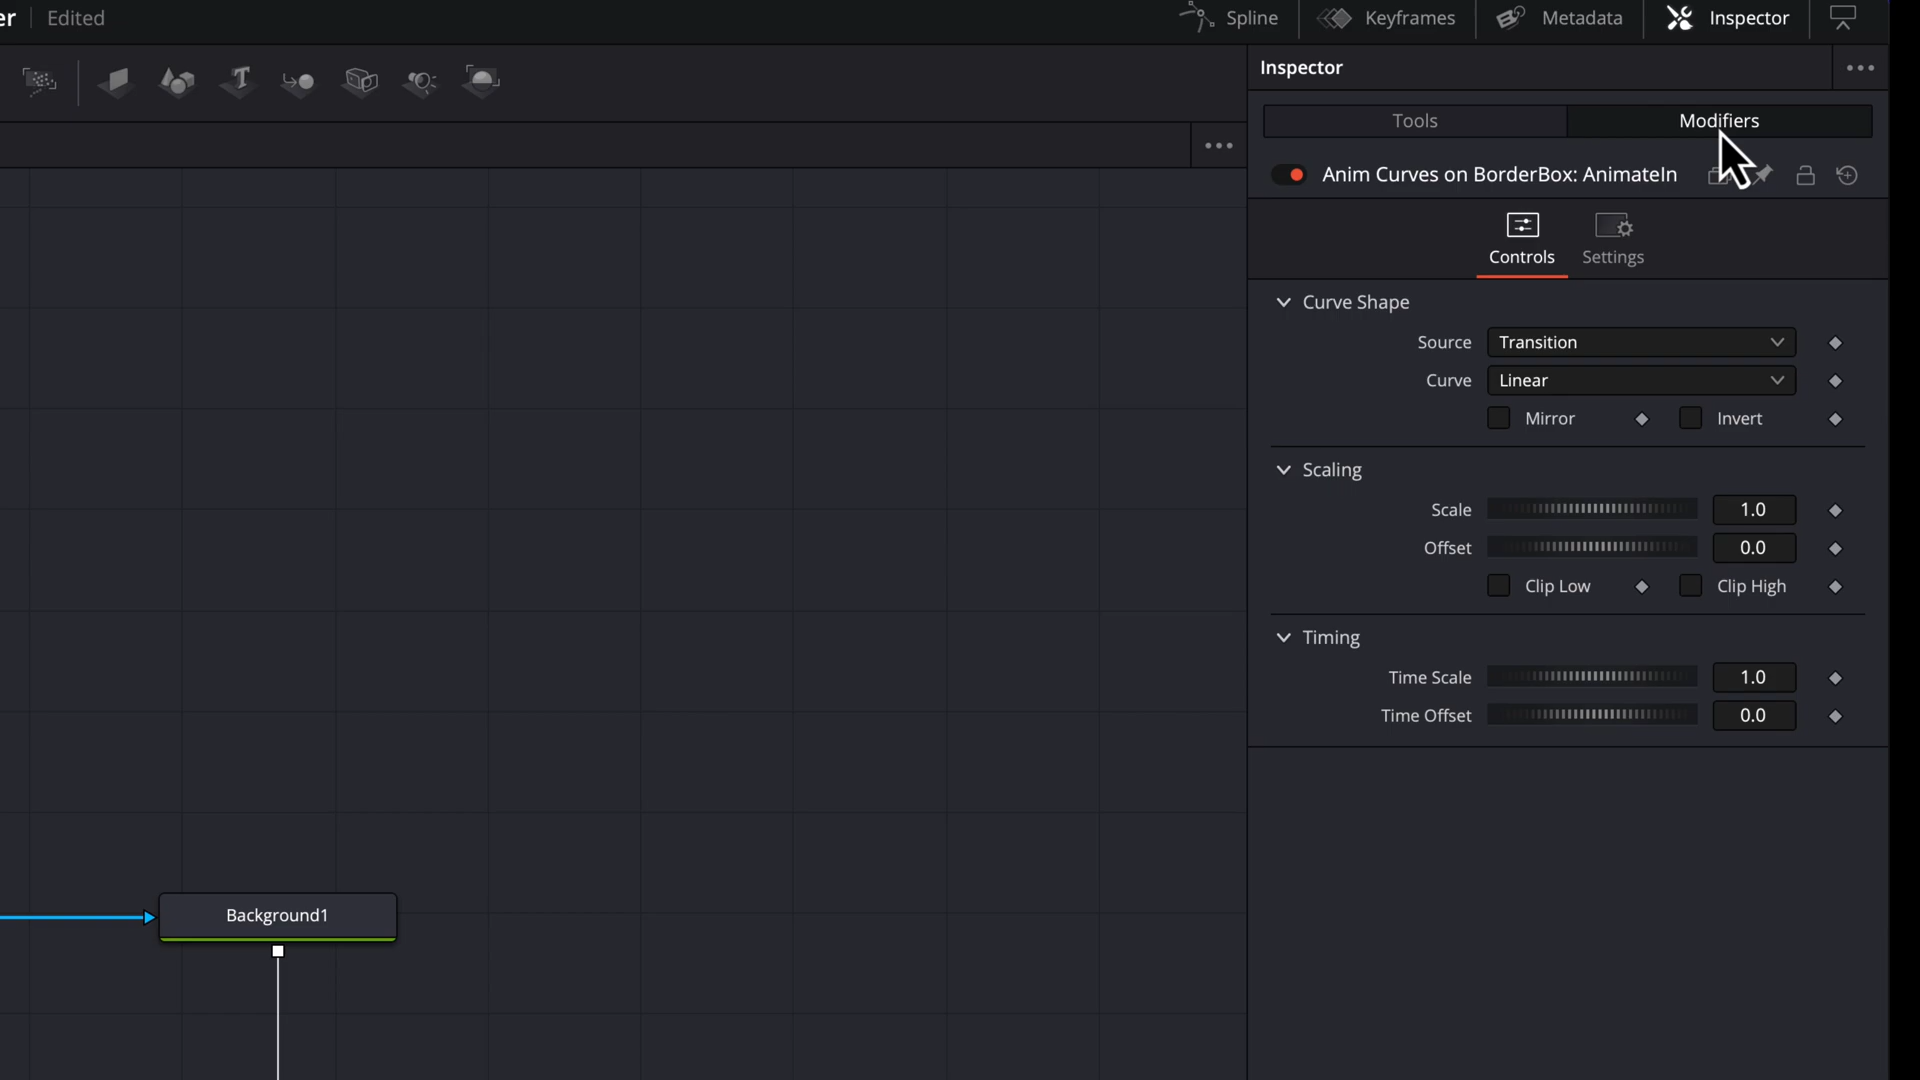 er Edited
Spline Keyframes Metadata Inspector
Inspector
Tools Modifiers
Anim Curves on BorderBox: AnimateIn
Controls Settings
Curve Shape
Source Transition
Curve Linear
Mirror Invert
Scaling
Scale 1.0
Offset 0.0
Clip Low Clip High
Timing
Time Scale 1.0
Time Offset 0.0
Background1